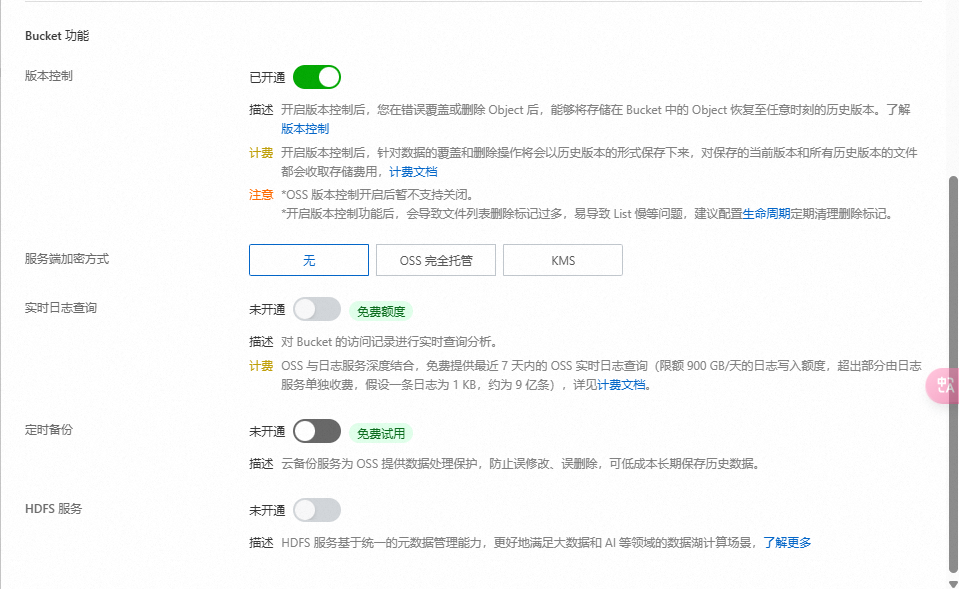 Bucket 功能
版本控制
已开通
描述 开启版本控制后，您在错误覆盖或删除 Object 后，能够将存储在 Bucket 中的 Object 恢复至任意时刻的历史版本。了解
版本控制
计费 开启版本控制后，针对数据的覆盖和删除操作将会以历史版本的形式保存下来，对保存的当前版本和所有历史版本的文件
都会收取存储费用，计费文档
注意 *OSS 版本控制开启后暂不支持关闭。
*开启版本控制功能后，会导致文件列表删除标记过多，易导致 List 慢等问题，建议配置生命周期定期清理删除标记。
服务端加密方式
无 OSS 完全托管 KMS
实时日志查询
未开通 免费额度
描述 对 Bucket 的访问记录进行实时查询分析。
计费 OSS 与日志服务深度结合，免费提供最近 7 天内的 OSS 实时日志查询（限额 900 GB/天的日志写入额度，超出部分由日志
服务单独收费，假设一条日志为 1 KB，约为 9 亿条），详见计费文档。
定时备份
未开通 免费试用
描述 云备份服务为 OSS 提供数据处理保护，防止误修改、误删除，可低成本长期保存历史数据。
HDFS 服务
未开通
描述 HDFS 服务基于统一的元数据管理能力，更好地满足大数据和 AI 等领域的数据湖计算场景，了解更多
中A